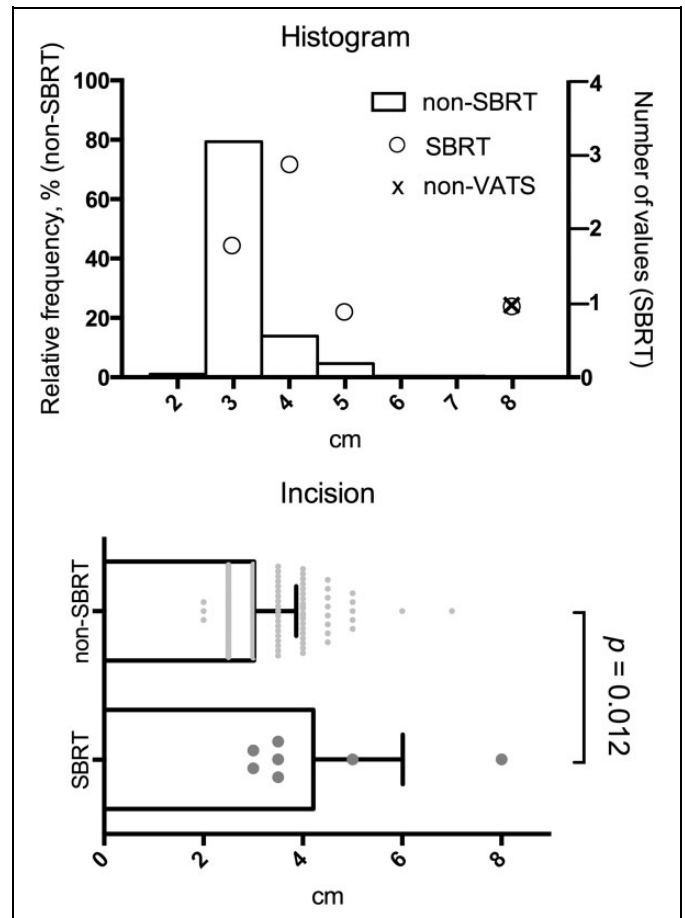 Histogram
Relative frequency, % (non-SBRT)
100
80
60
40
20
0
non-SBRT
SBRT
x non-VATS
4
3
2
1
0
Number of values (SBRT)
2 3 4 5 6 7 8
cm
Incision
non-SBRT
SBRT
p = 0.012
0 2 4 6 8
cm